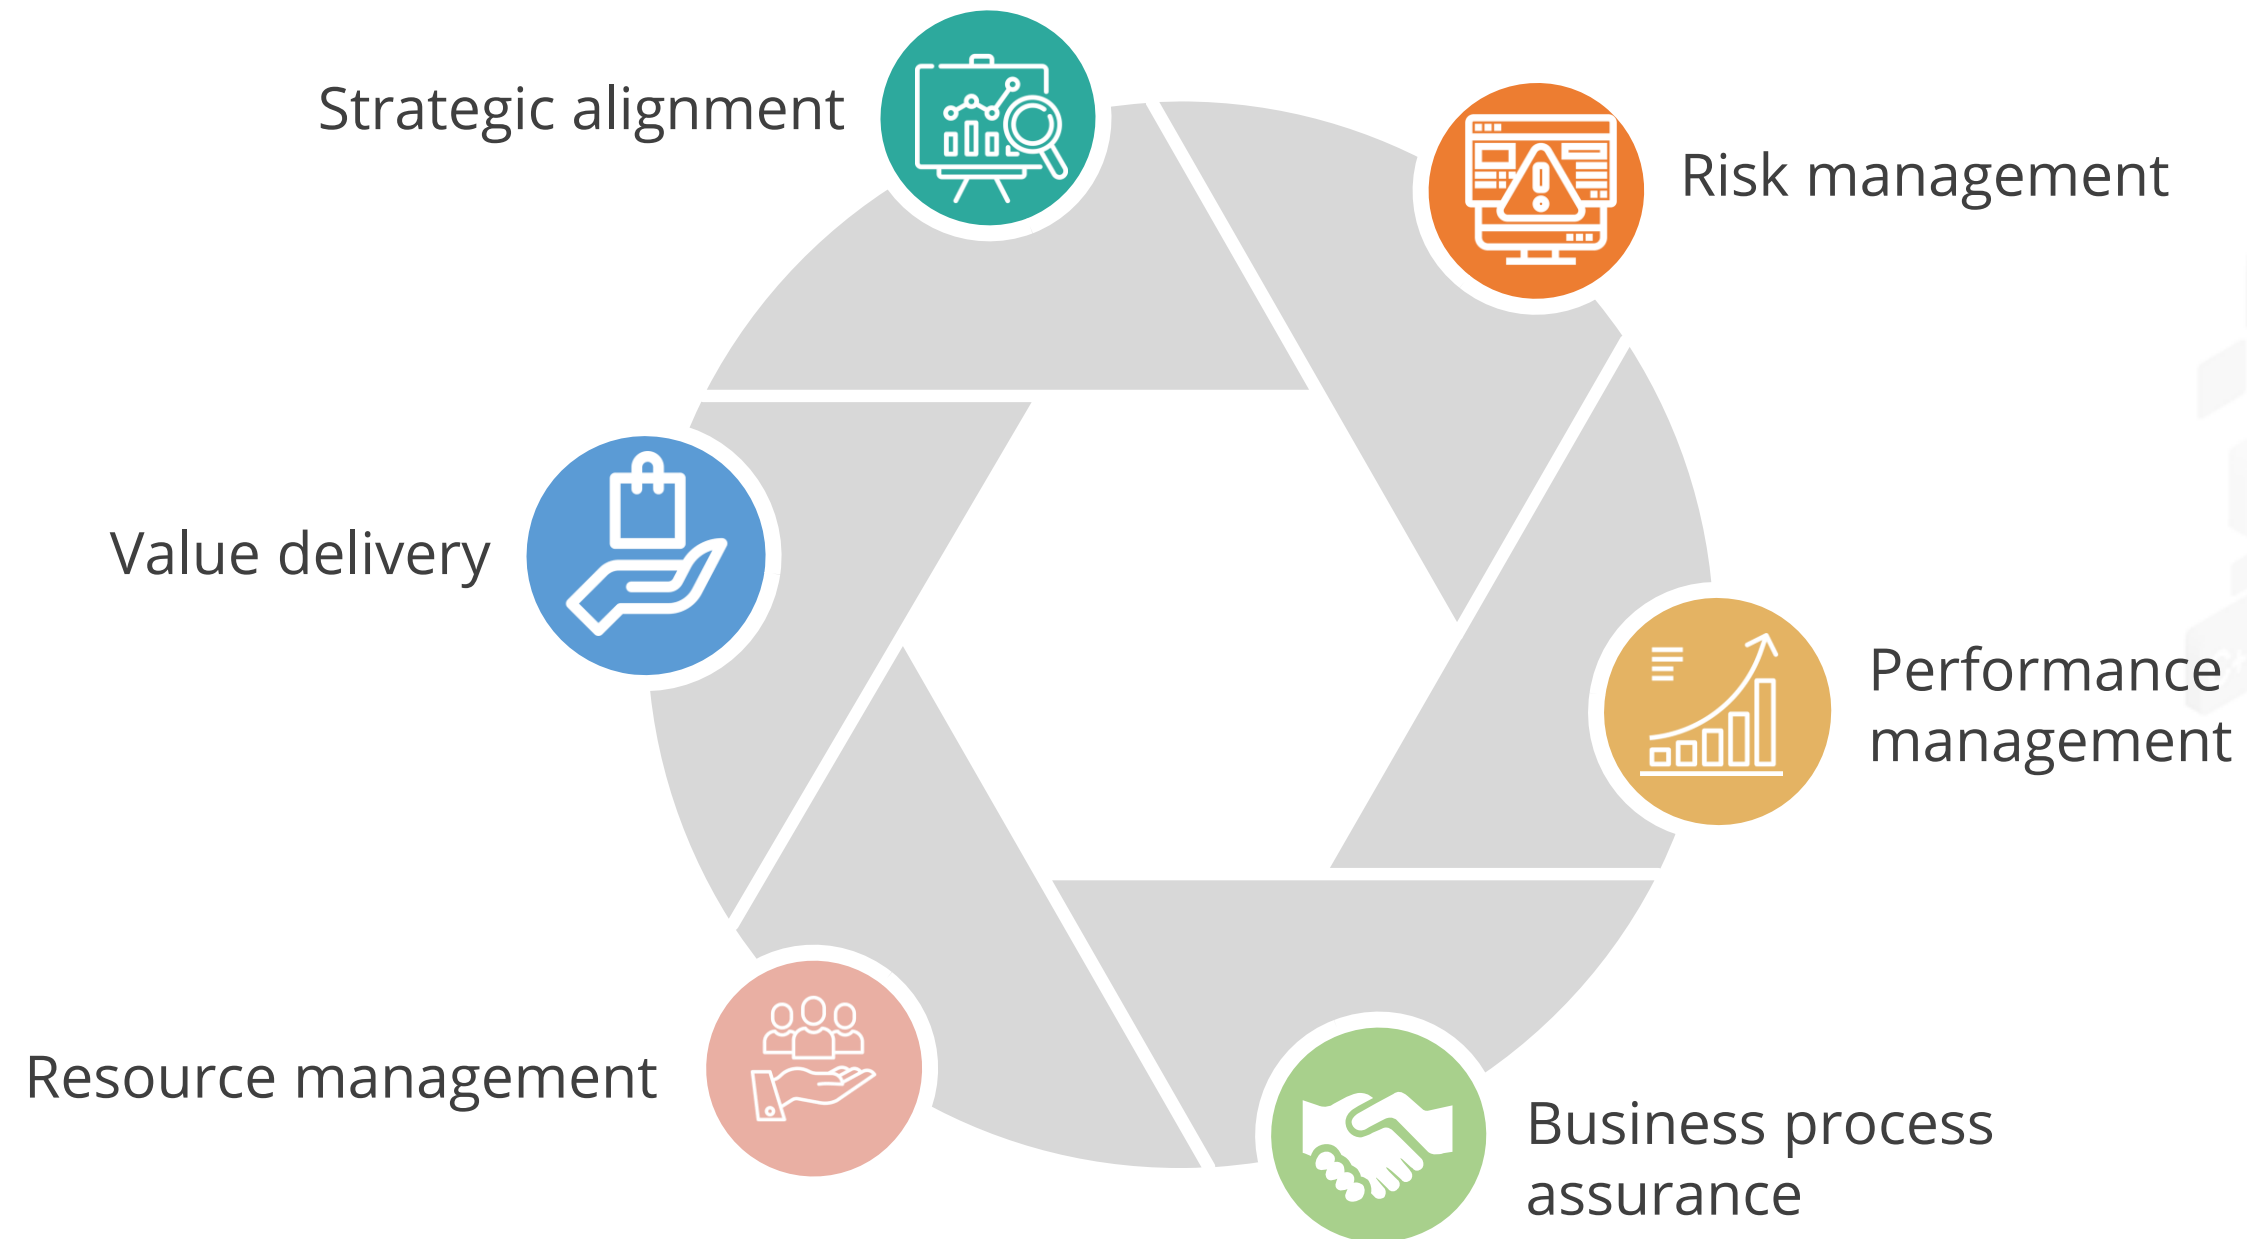 Strategic alignment
Risk management
Value delivery
Performance
management
Resource management
Business process
assurance